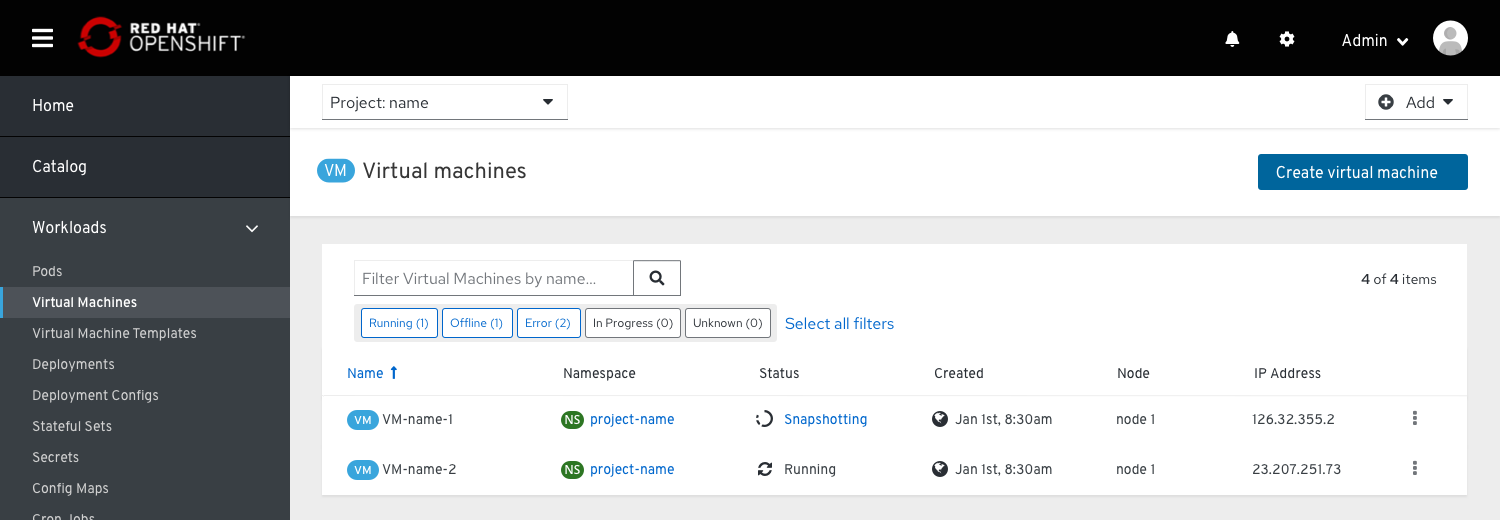 RED HAT
OPENSHIFT
Admin
Home
Catalog
Workloads
Pods
Virtual Machines
Virtual Machine Templates
Deployments
Deployment Configs
Stateful Sets
Secrets
Config Maps
Cron Jobs
Project: name
Add
VM Virtual machines
Create virtual machine
Filter Virtual Machines by name...
4 of 4 items
Running (1) Offline (1) Error (2) In Progress (0) Unknown (0) Select all filters
Name Namespace Status Created Node IP Address
VM VM-name-1 NS project-name Snapshotting Jan 1st, 8:30am node 1 126.32.355.2
VM VM-name-2 NS project-name Running Jan 1st, 8:30am node 1 23.207.251.73